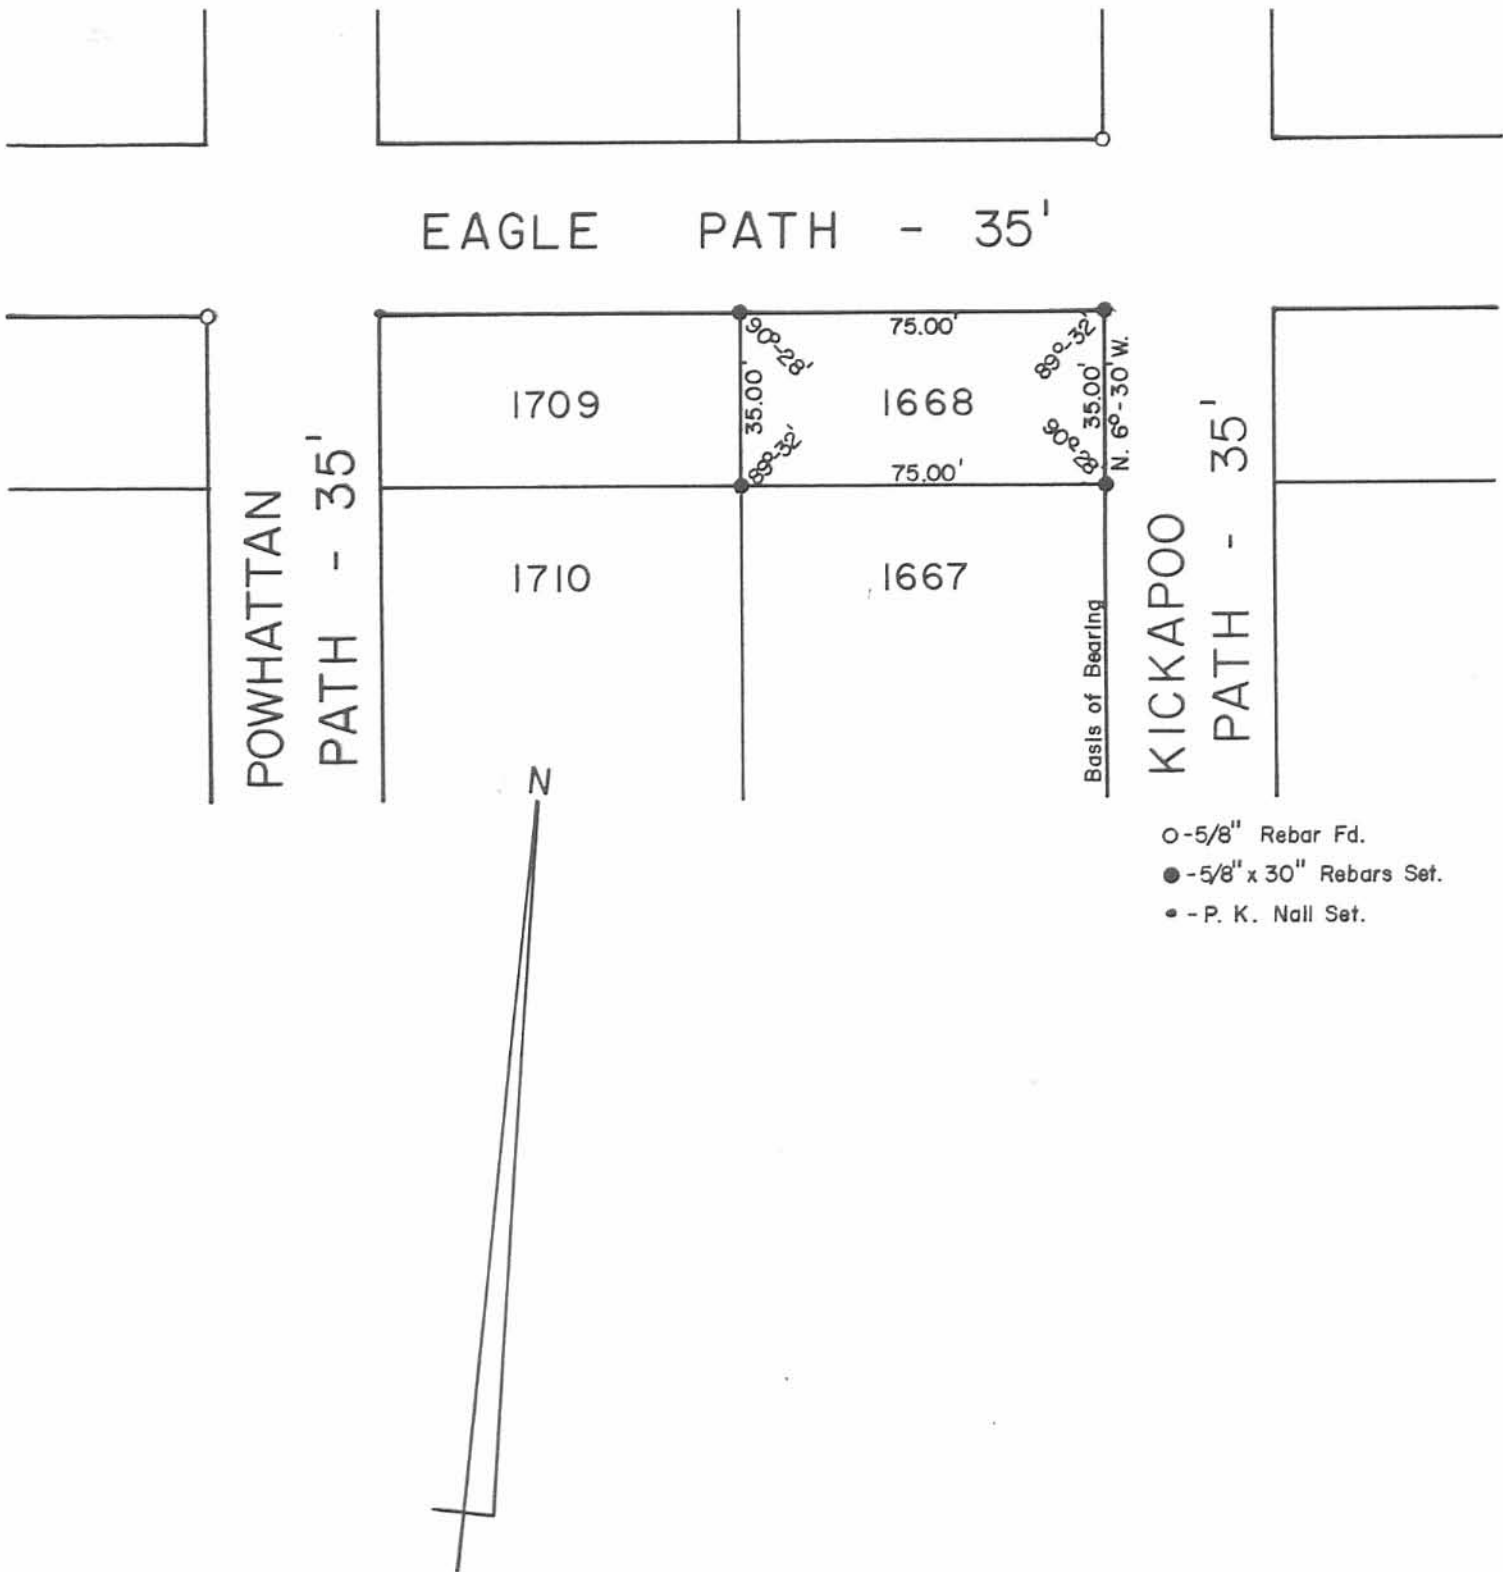 EAGLE PATH - 35'
75.00'
90°-28'
89°-32'
35.00'
35.00'
N. 6°-30' W.
1709
1668
89°-32'
90°-28'
75.00'
POWHATTAN
PATH - 35'
1710
1667
Basis of Bearing
KICKAPOO
PATH - 35'
N
-5/8" Rebar Fd.
-5/8" x 30" Rebars Set.
- P. K. Nail Set.